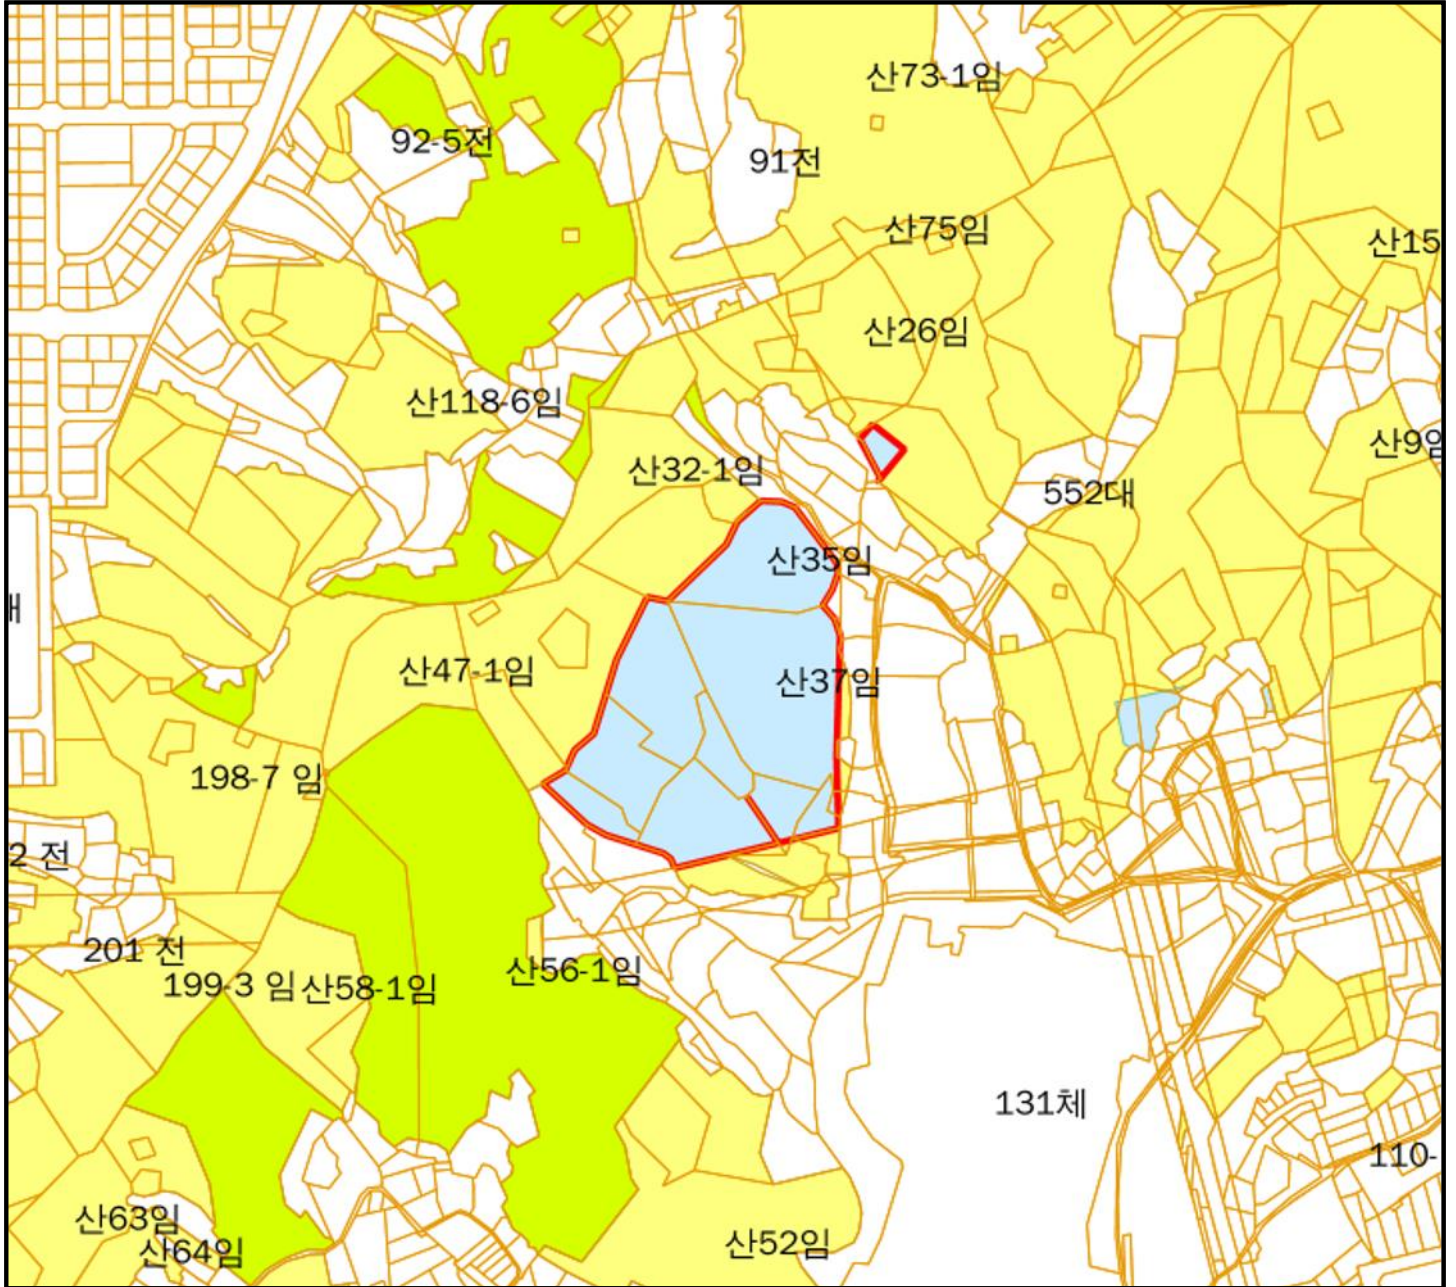 산73-1임
92-5전
91전
산75임
산15
산26임
산118-6임
산9임
산32-1임
552대
산35임
산47-1임
산37임
198-7 임
2 전
201 전
산56-1임
199-3 임
산58-1임
131체
110-
산63임
산64임
산52임